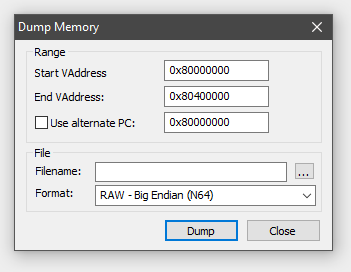 Dump Memory
Range
Start VAddress 0x80000000
End VAddress: 0x80400000
Use alternate PC: 0x80000000
File
Filename: ...
Format: RAW - Big Endian (N64)
Dump Close